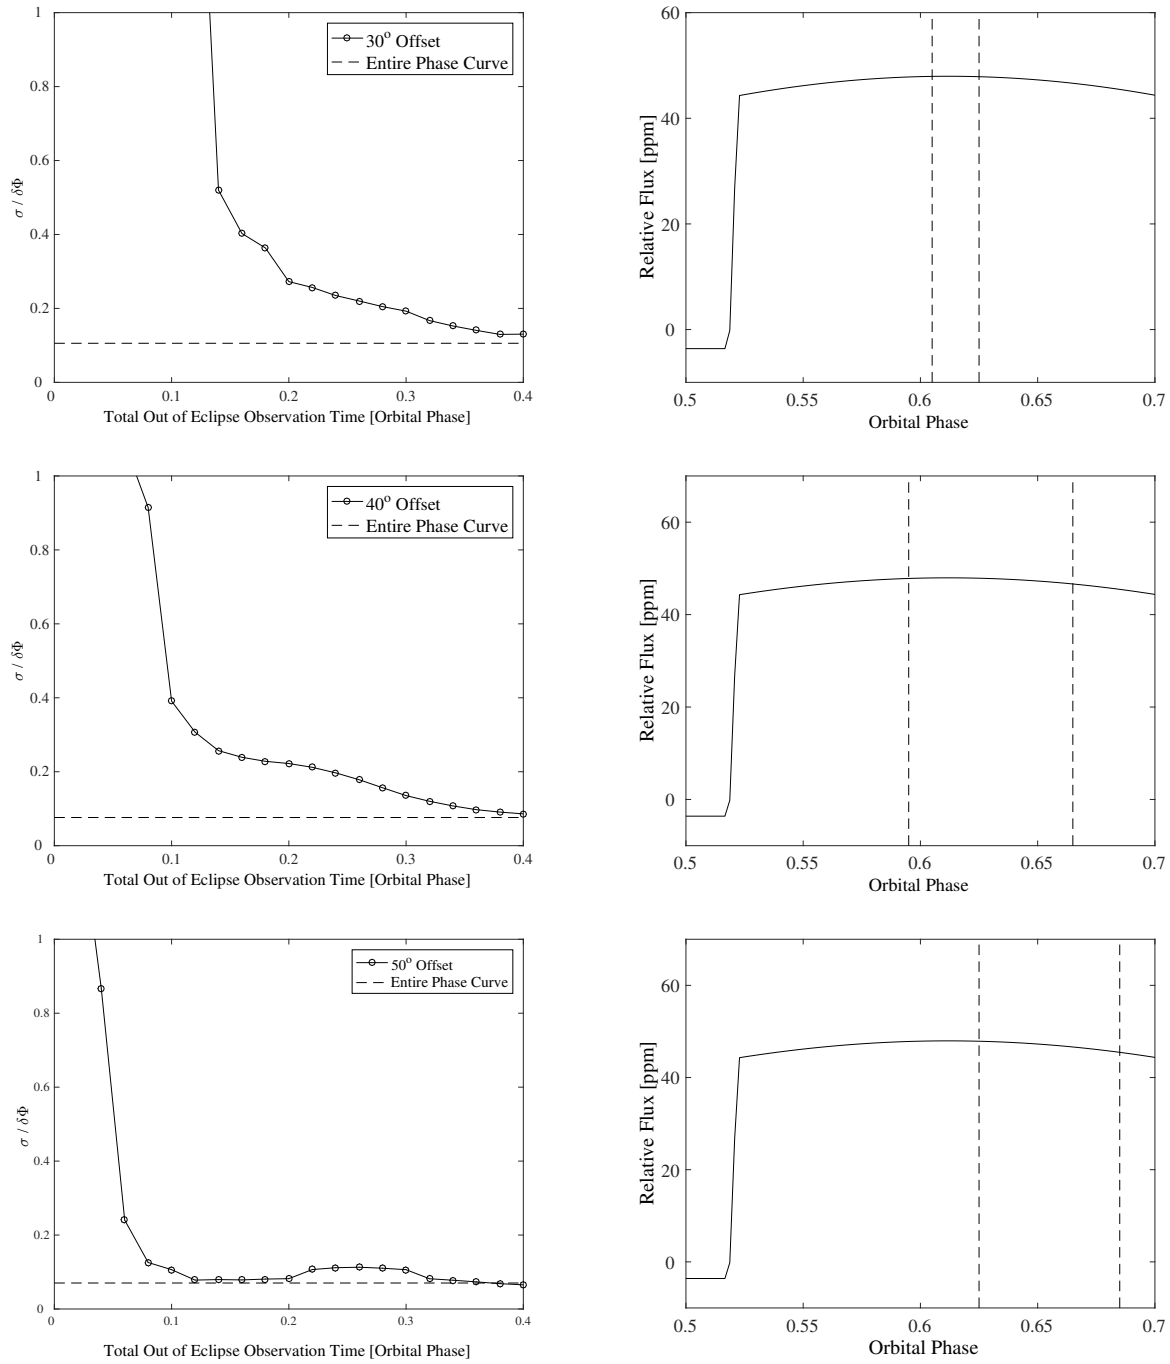 1
0.8
0.6
0.4
0.2
0
σ / δΦ
30° Offset
Entire Phase Curve
0 0.1 0.2 0.3 0.4
Total Out of Eclipse Observation Time [Orbital Phase]
60
40
20
0
Relative Flux [ppm]
0.5 0.55 0.6 0.65 0.7
Orbital Phase
1
0.8
0.6
0.4
0.2
0
σ / δΦ
40° Offset
Entire Phase Curve
0 0.1 0.2 0.3 0.4
Total Out of Eclipse Observation Time [Orbital Phase]
60
40
20
0
Relative Flux [ppm]
0.5 0.55 0.6 0.65 0.7
Orbital Phase
1
0.8
0.6
0.4
0.2
0
σ / δΦ
50° Offset
Entire Phase Curve
0 0.1 0.2 0.3 0.4
Total Out of Eclipse Observation Time [Orbital Phase]
60
40
20
0
Relative Flux [ppm]
0.5 0.55 0.6 0.65 0.7
Orbital Phase